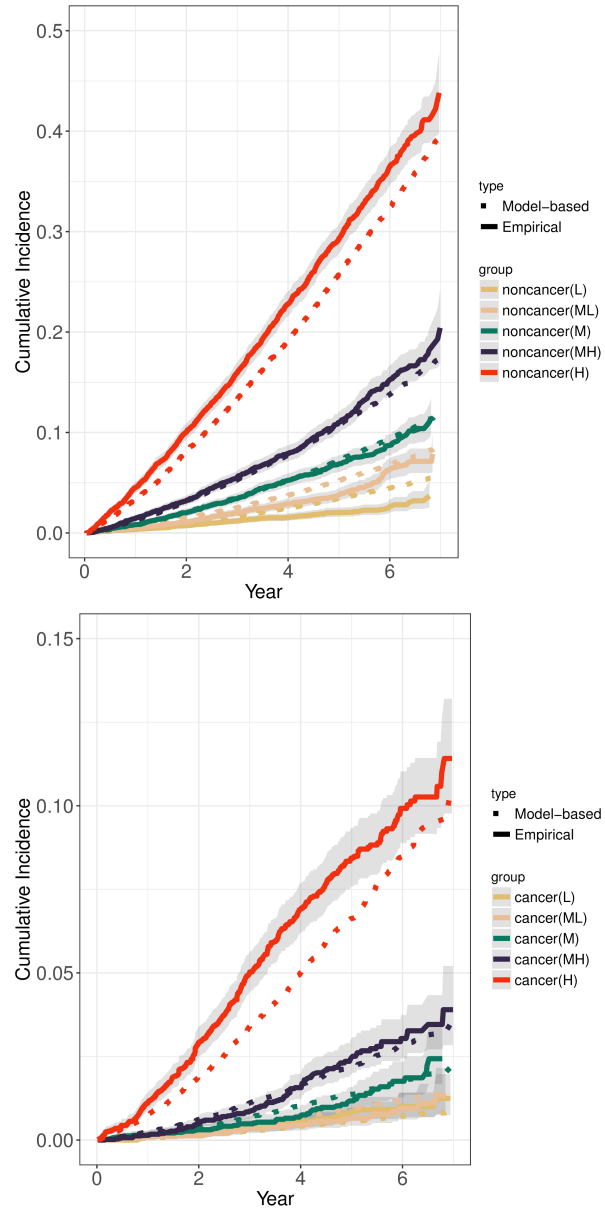 0.5
0.4
0.3
0.2
0.1
0.0
Cumulative Incidence
0 2 4 6
Year
type
Model-based
Empirical
group
noncancer(L)
noncancer(ML)
noncancer(M)
noncancer(MH)
noncancer(H)
0.15
0.10
0.05
0.00
Cumulative Incidence
0 2 4 6
Year
type
Model-based
Empirical
group
cancer(L)
cancer(ML)
cancer(M)
cancer(MH)
cancer(H)